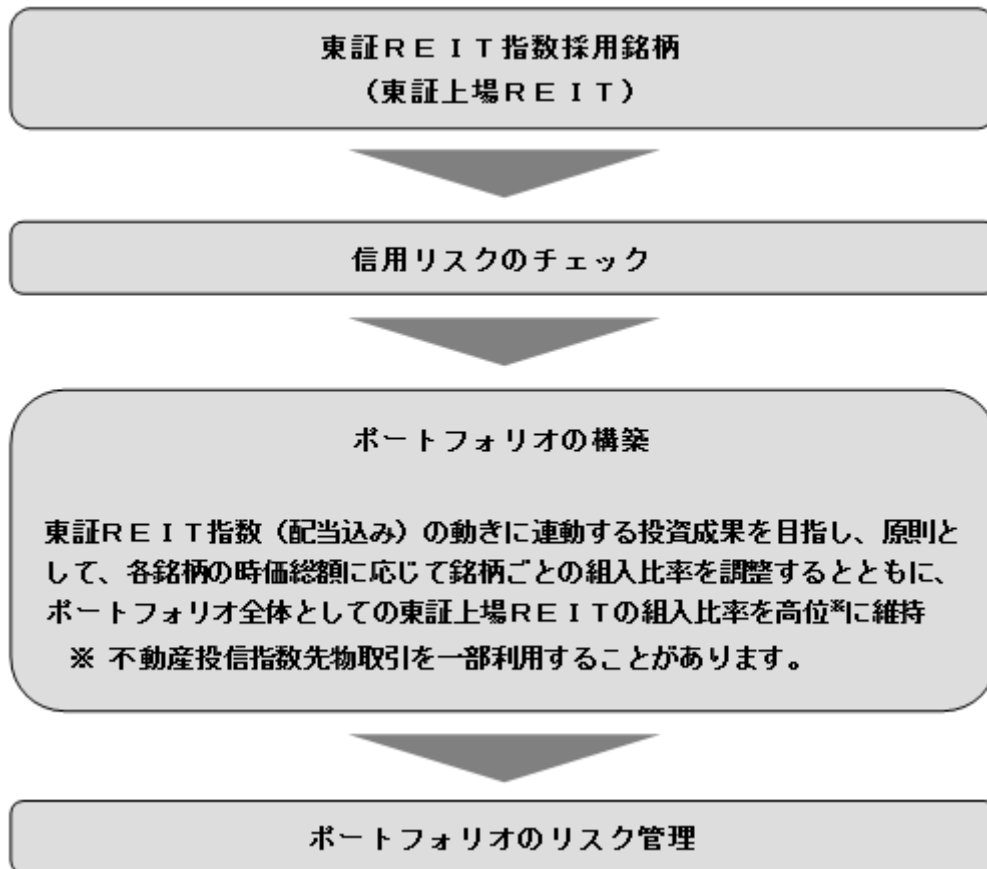 東証ＲＥＩＴ指数採用銘柄
（東証上場ＲＥＩＴ）
信用リスクのチェック
ポートフォリオの構築
東証ＲＥＩＴ指数（配当込み）の動きに連動する投資成果を目指し、原則と
して、各銘柄の時価総額に応じて銘柄ごとの組入比率を調整するとともに、
ポートフォリオ全体としての東証上場ＲＥＩＴの組入比率を高位※に維持
※ 不動産投信指数先物取引を一部利用することがあります。
ポートフォリオのリスク管理